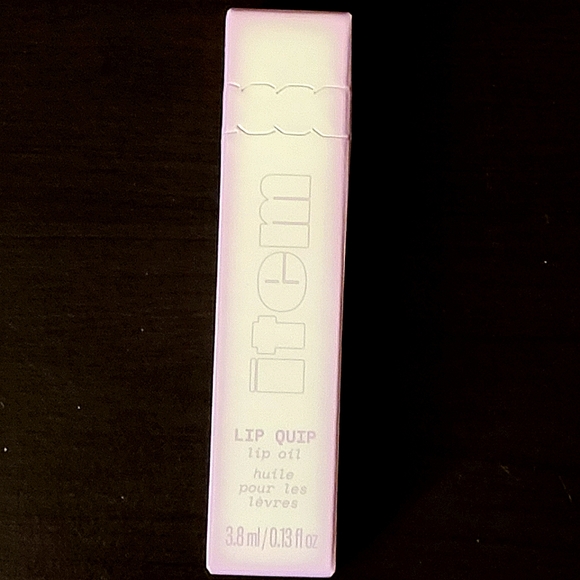 item
LIP QUIP
lip oil
huile
pour les
lèvres
3.8 ml/0.13 fl oz